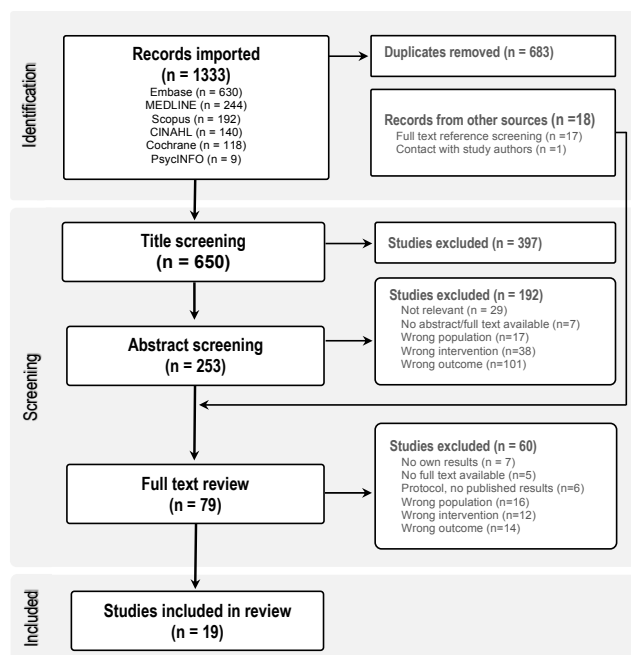 Identification
Records imported
(n = 1333)
Embase (n = 630)
MEDLINE (n = 244)
Scopus (n = 192)
CINAHL (n = 140)
Cochrane (n = 118)
PsycINFO (n = 9)
Duplicates removed (n = 683)
Records from other sources (n =18)
Full text reference screening (n =17)
Contact with study authors (n =1)
Screening
Title screening
(n = 650)
Studies excluded (n = 397)
Abstract screening
(n = 253)
Studies excluded (n = 192)
Not relevant (n = 29)
No abstract/full text available (n=7)
Wrong population (n=17)
Wrong intervention (n=38)
Wrong outcome (n=101)
Full text review
(n = 79)
Studies excluded (n = 60)
No own results (n = 7)
No full text available (n=5)
Protocol, no published results (n=6)
Wrong population (n=16)
Wrong intervention (n=12)
Wrong outcome (n=14)
Included
Studies included in review
(n = 19)